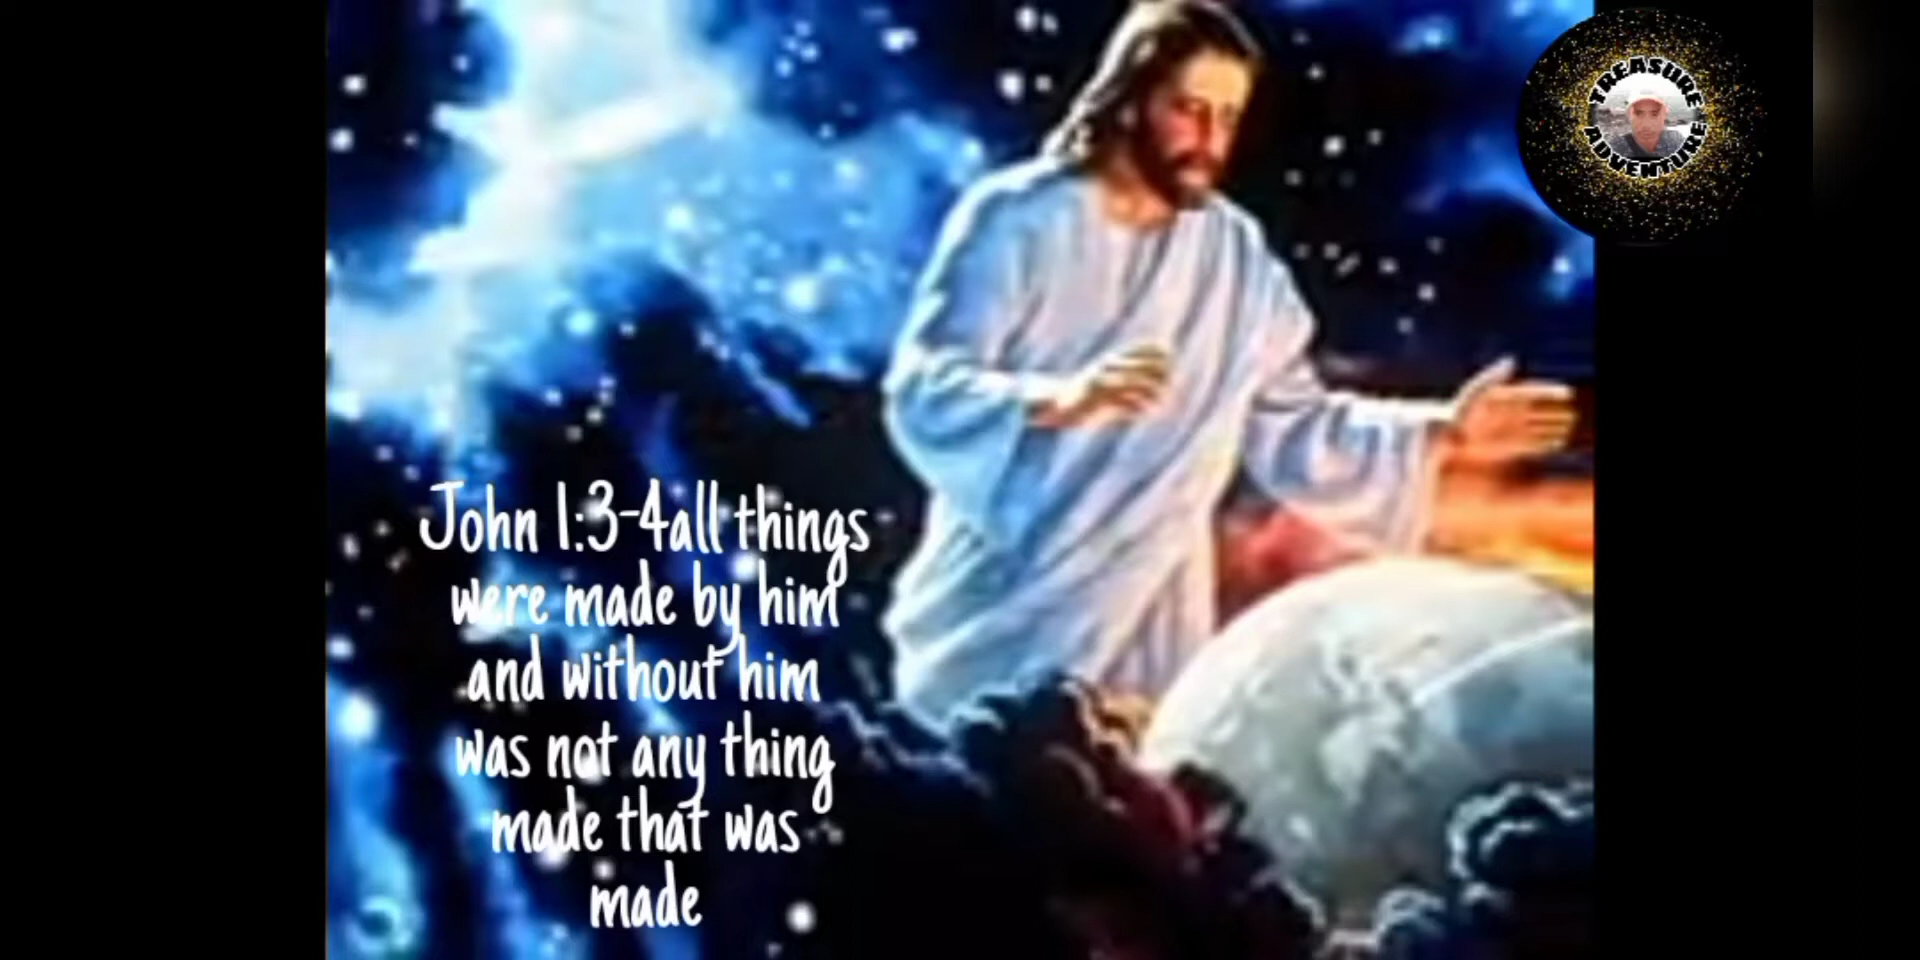 John 1:3-4all things
were made by him
and without him
was not any thing
made that was
made
TREASURE
ADVENTURE